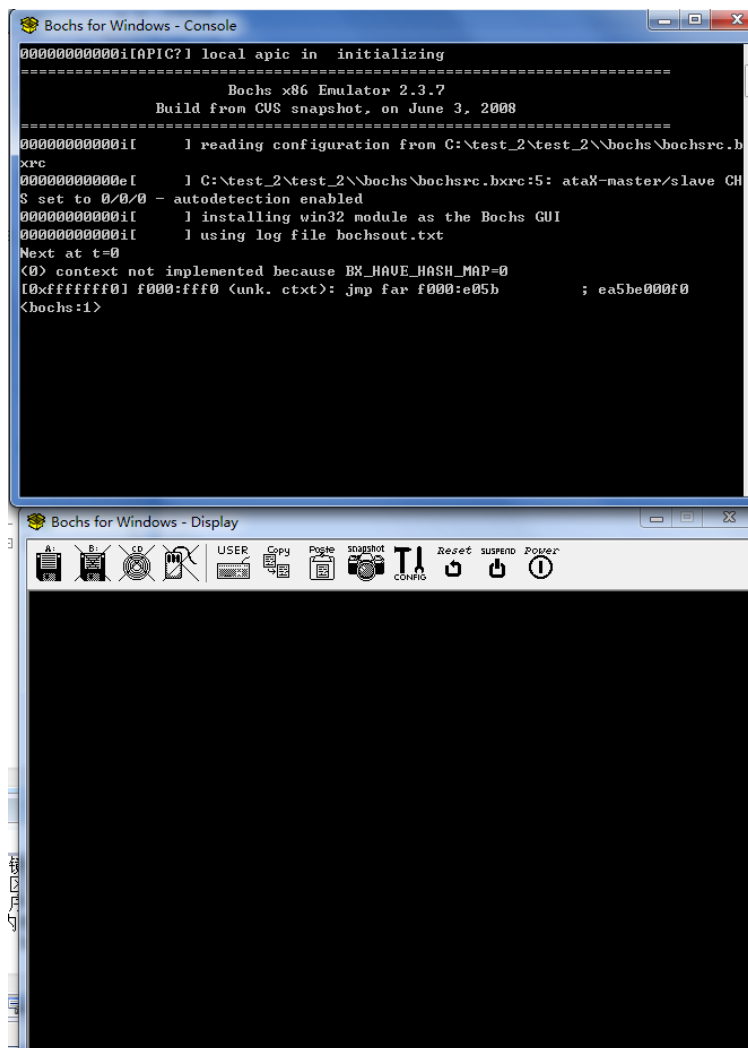 Bochs for Windows - Console
00000000000i[APIC?] local apic in  initializing
========================================================================
Bochs x86 Emulator 2.3.7
Build from CVS snapshot, on June 3, 2008
========================================================================
00000000000i[     ] reading configuration from C:\test_2\test_2\\bochs\bochsrc.b
xrc
00000000000e[     ] C:\test_2\test_2\\bochs\bochsrc.bxrc:5: ataX-master/slave CH
S set to 0/0/0 - autodetection enabled
00000000000i[     ] installing win32 module as the Bochs GUI
00000000000i[     ] using log file bochsout.txt
Next at t=0
(0) context not implemented because BX_HAVE_HASH_MAP=0
[0xfffffff0] f000:fff0 (unk. ctxt): jmp far f000:e05b         ; ea5be000f0
<bochs:1>
Bochs for Windows - Display
A: B: CD USER Copy Paste snapshot CONFIG Reset SUSPEND Power